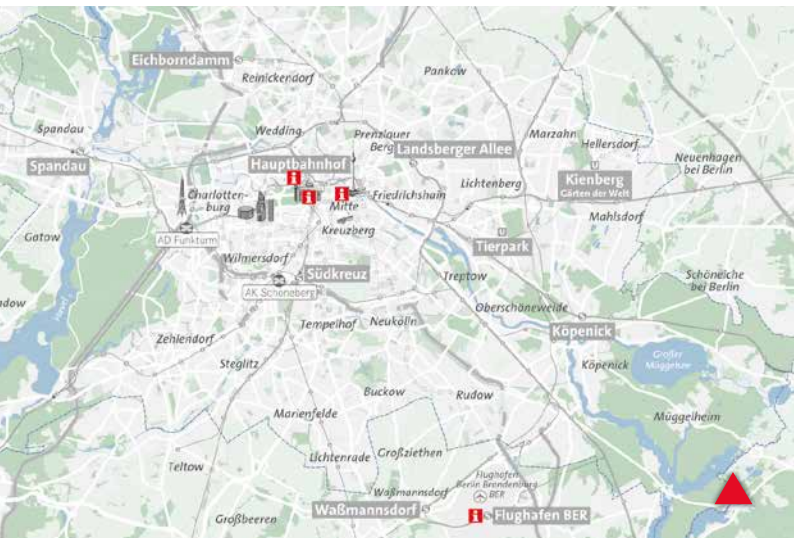 Eichborndamm
Reinickendorf
Pankow
Spandau
Wedding
Prenzlauer
Berg
Landsberger Allee
Marzahn
Hellersdorf
Spandau
Hauptbahnhof
Neuenhagen
bei Berlin
Kienberg
Gärten der Welt
Lichtenberg
Charlotten-
burg
Mitte
Friedrichshain
Mahlsdorf
Gatow
AD Funkturm
Kreuzberg
Tierpark
Wilmersdorf
Südkreuz
Treptow
Schöneiche
bei Berlin
AK Schöneberg
Havel
Oberschöneweide
Zehlendorf
Tempelhof
Neukölln
Köpenick
Steglitz
Köpenick
Großer
Müggelsee
Buckow
Rudow
Marienfelde
Müggelheim
Lichtenrade
Großziethen
Teltow
Flughafen
Berlin Brandenburg
BER
Waßmannsdorf
Großbeeren
Waßmannsdorf
Flughafen BER